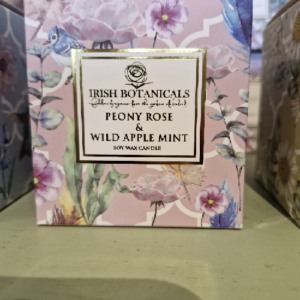 IRISH BOTANICALS
PEONY ROSE
&
WILD APPLE MINT
SOY WAX CANDLE